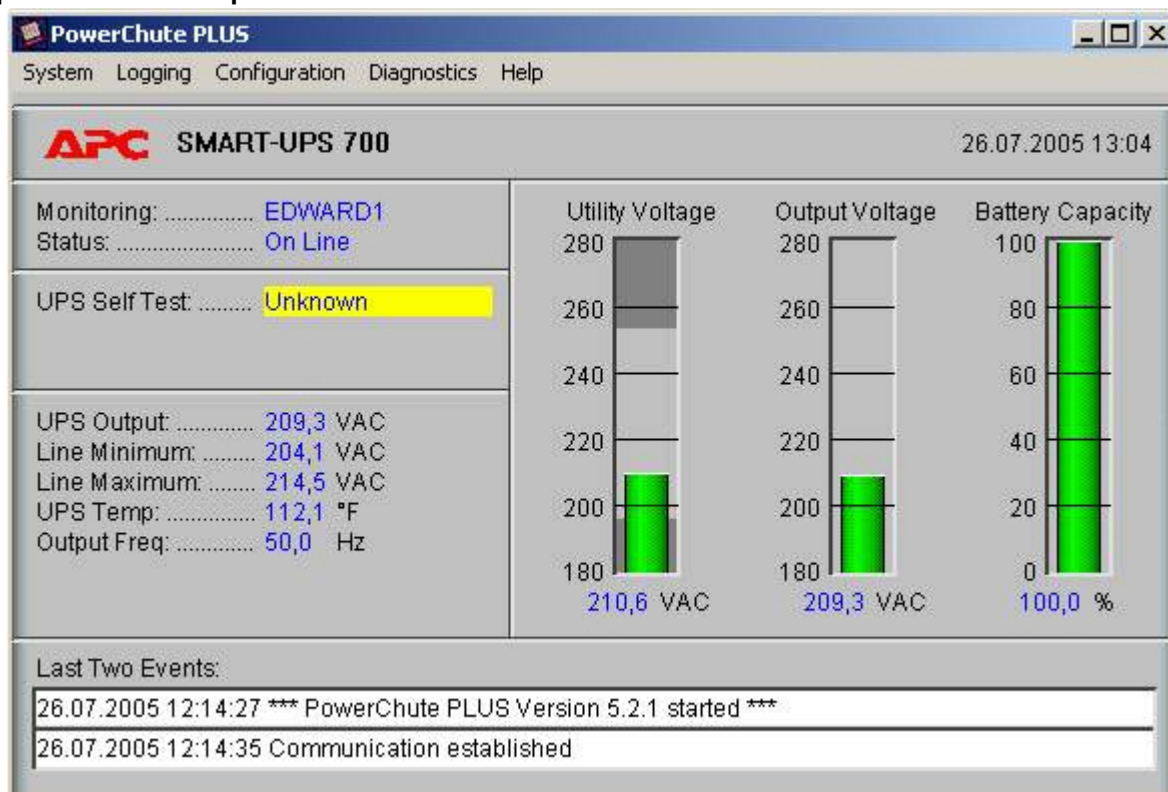 PowerChute PLUS
System Logging Configuration Diagnostics Help
APC SMART-UPS 700 26.07.2005 13:04
Monitoring: .............. EDWARD1
Status: ...................... On Line
UPS Self Test: ......... Unknown
UPS Output: ............ 209,3 VAC
Line Minimum: ......... 204,1 VAC
Line Maximum: ........ 214,5 VAC
UPS Temp: .............. 112,1 °F
Output Freq: ............ 50,0 Hz
Utility Voltage
280
260
240
220
200
180
210,6 VAC
Output Voltage
280
260
240
220
200
180
209,3 VAC
Battery Capacity
100
80
60
40
20
0
100,0 %
Last Two Events:
26.07.2005 12:14:27 *** PowerChute PLUS Version 5.2.1 started ***
26.07.2005 12:14:35 Communication established